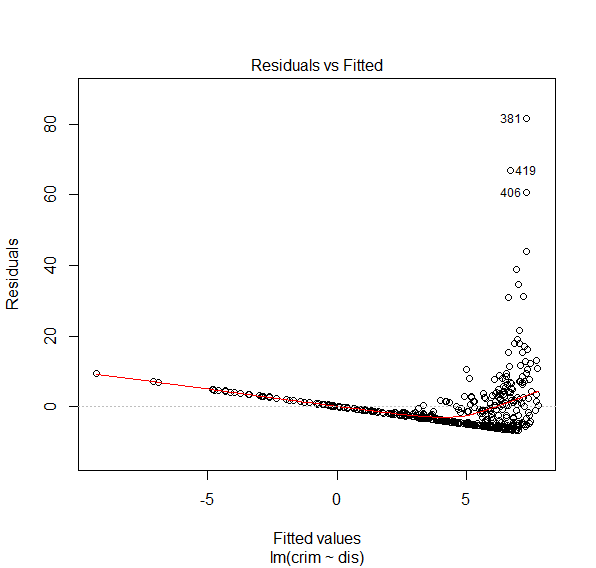 Residuals vs Fitted
80
60
40
20
0
Residuals
381
419
406
-5
0
5
Fitted values
lm(crim ~ dis)